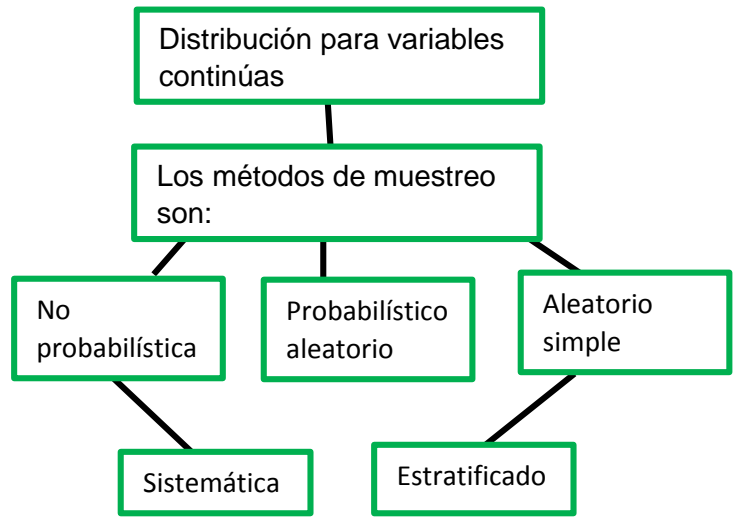 Distribución para variables
continúas
Los métodos de muestreo
son:
No
probabilística
Probabilístico
aleatorio
Aleatorio
simple
Sistemática
Estratificado